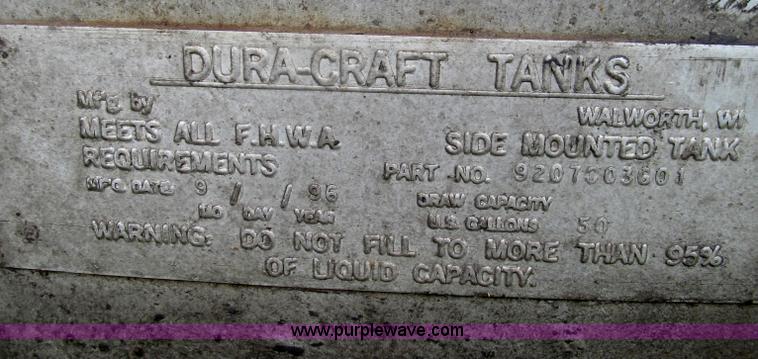 DURA-CRAFT TANKS
Mfg. by
WALWORTH, WI
MEETS ALL F.H.W.A. REQUIREMENTS
SIDE MOUNTED TANK
PART NO. 9207603601
MFG DATE 9 / / 96
MO DAY YEAR
DRAW CAPACITY
U.S. GALLONS 50
WARNING: DO NOT FILL TO MORE THAN 95%
OF LIQUID CAPACITY.
www.purplewave.com